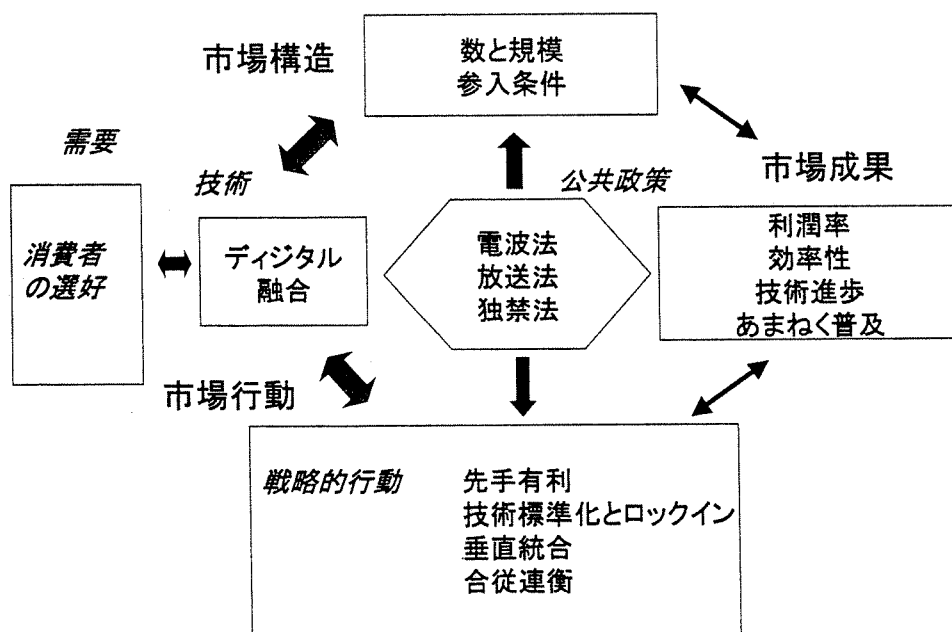 市場構造
数と規模
参入条件
需要
技術
公共政策
市場成果
消費者
の選好
ディジタル
融合
電波法
放送法
独禁法
利潤率
効率性
技術進歩
あまねく普及
市場行動
戦略的行動
先手有利
技術標準化とロックイン
垂直統合
合従連衡